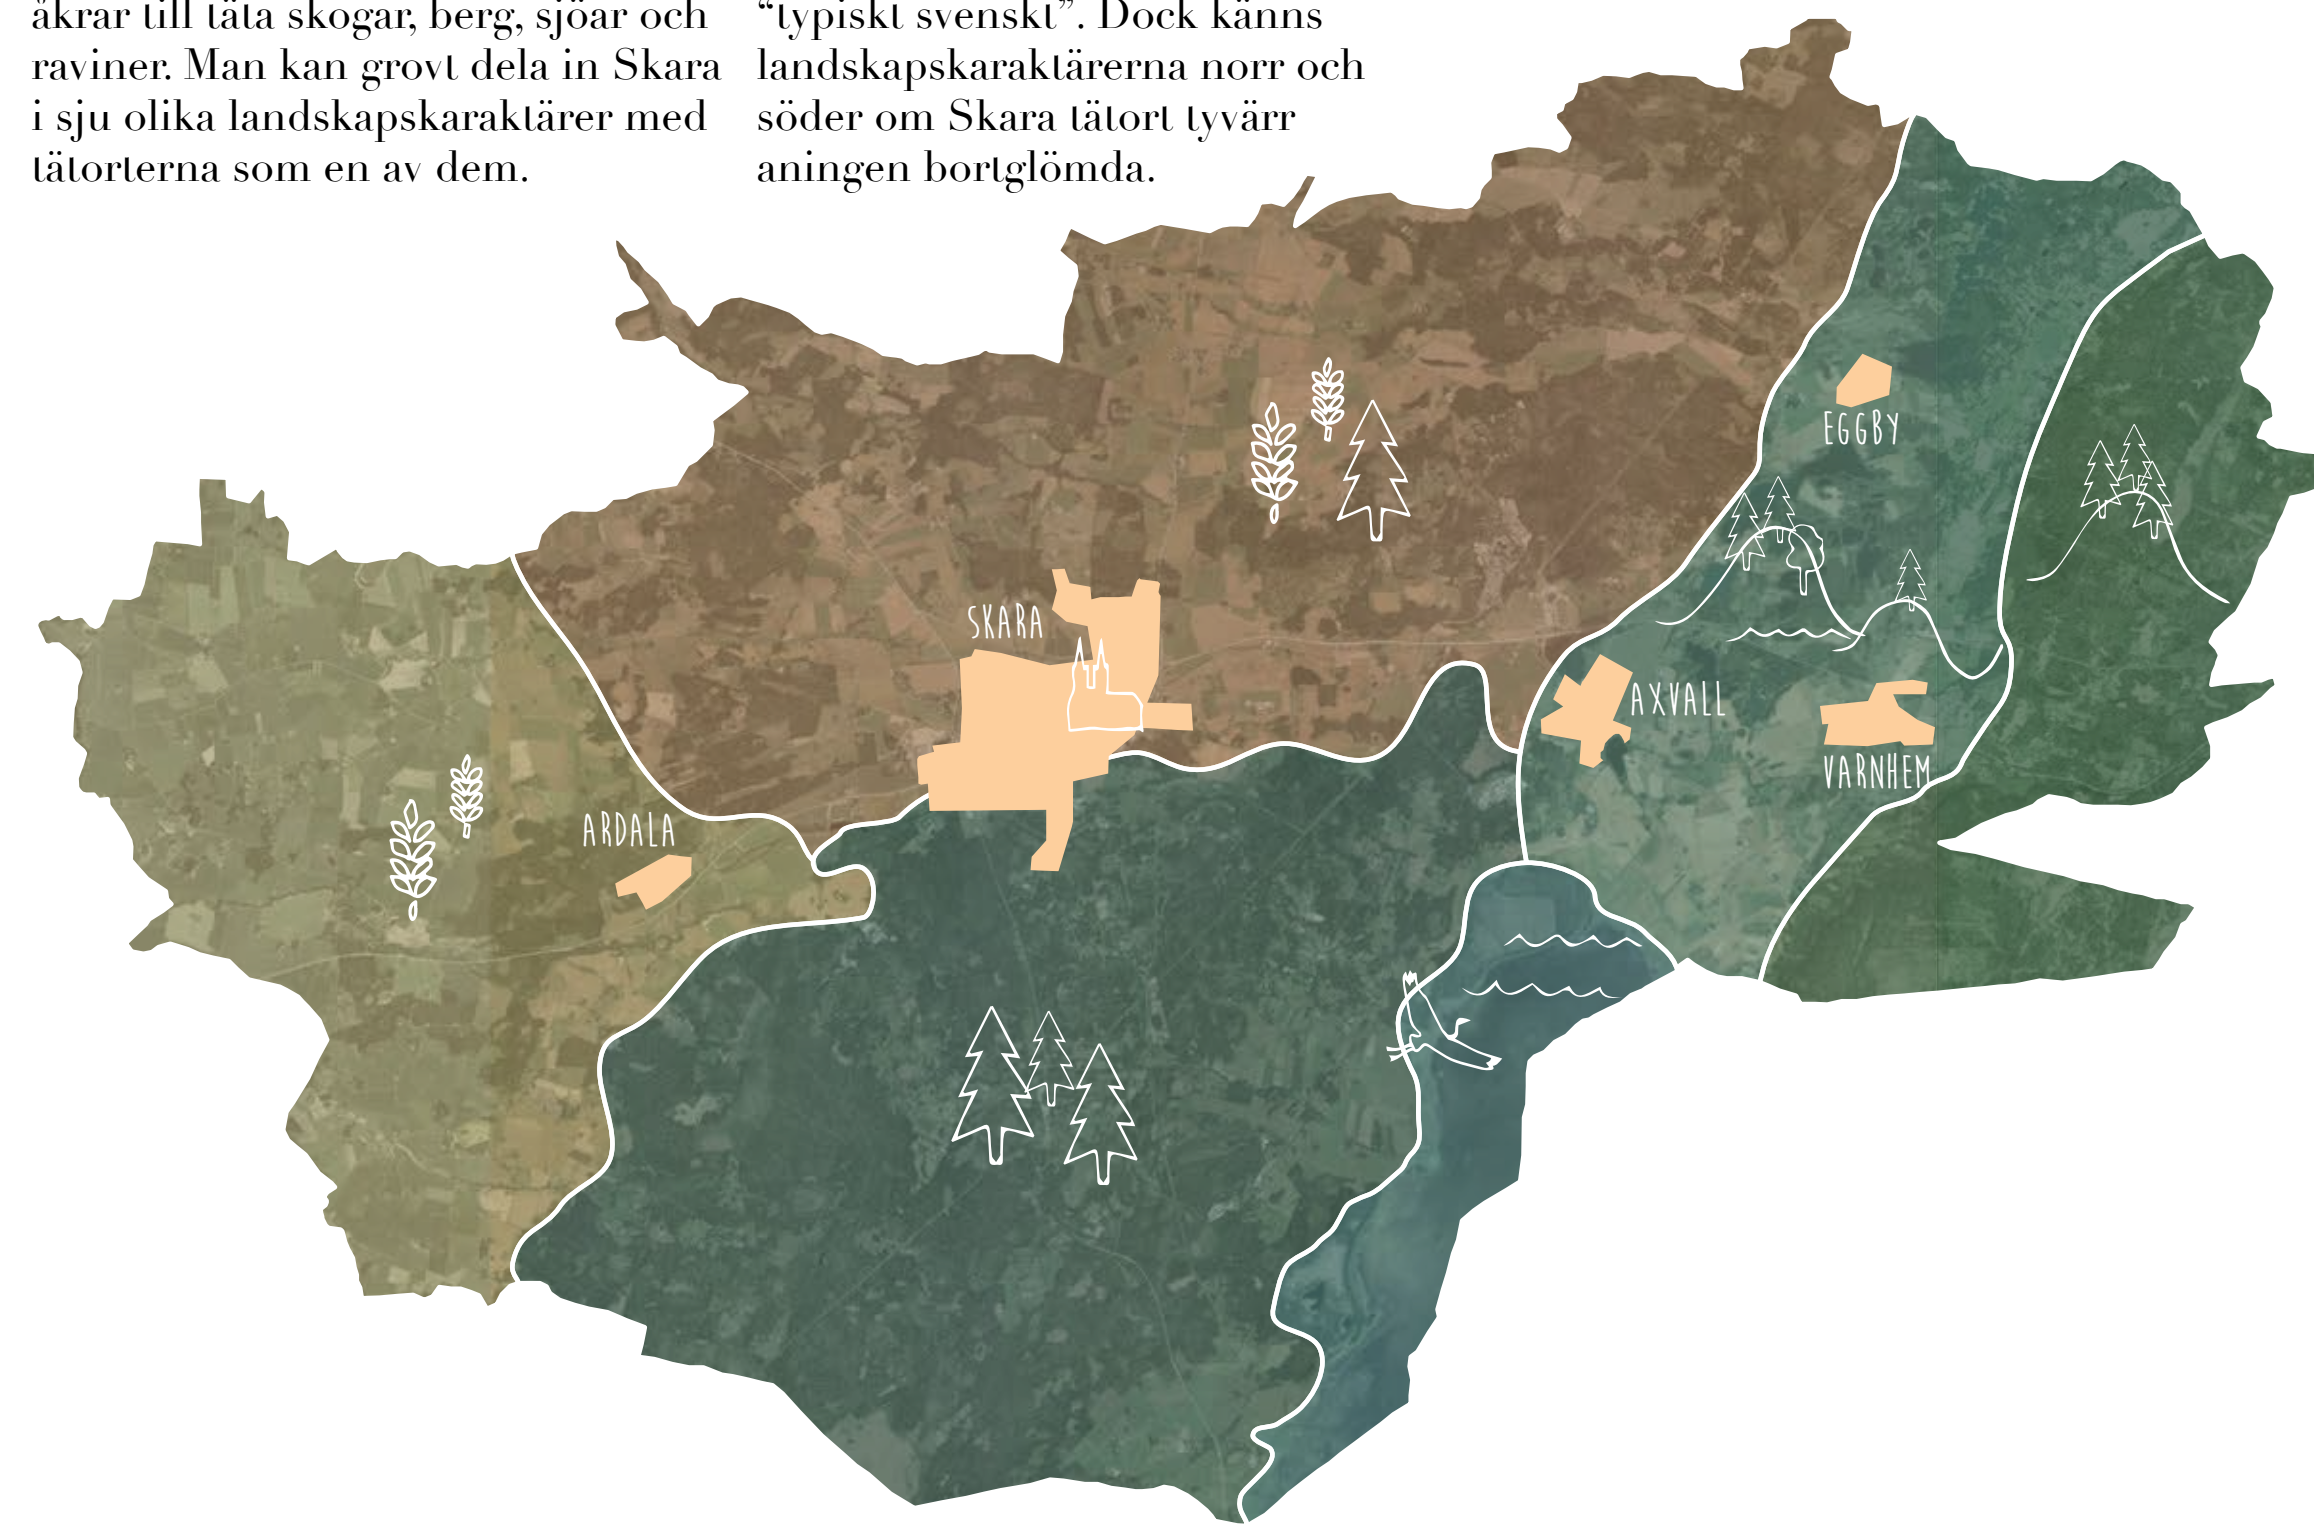 åkrar till täta skogar, berg, sjöar och
raviner. Man kan grovt dela in Skara
i sju olika landskapskaraktärer med
tätorterna som en av dem.
“typiskt svenskt”. Dock känns
landskapskaraktärerna norr och
söder om Skara tätort tyvärr
aningen bortglömda.
EGGBY
SKARA
AXVALL
VARNHEM
ARDALA